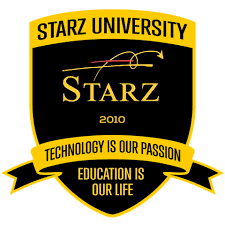 STARZ UNIVERSITY
STARZ
2010
TECHNOLOGY IS OUR PASSION
EDUCATION IS
OUR LIFE